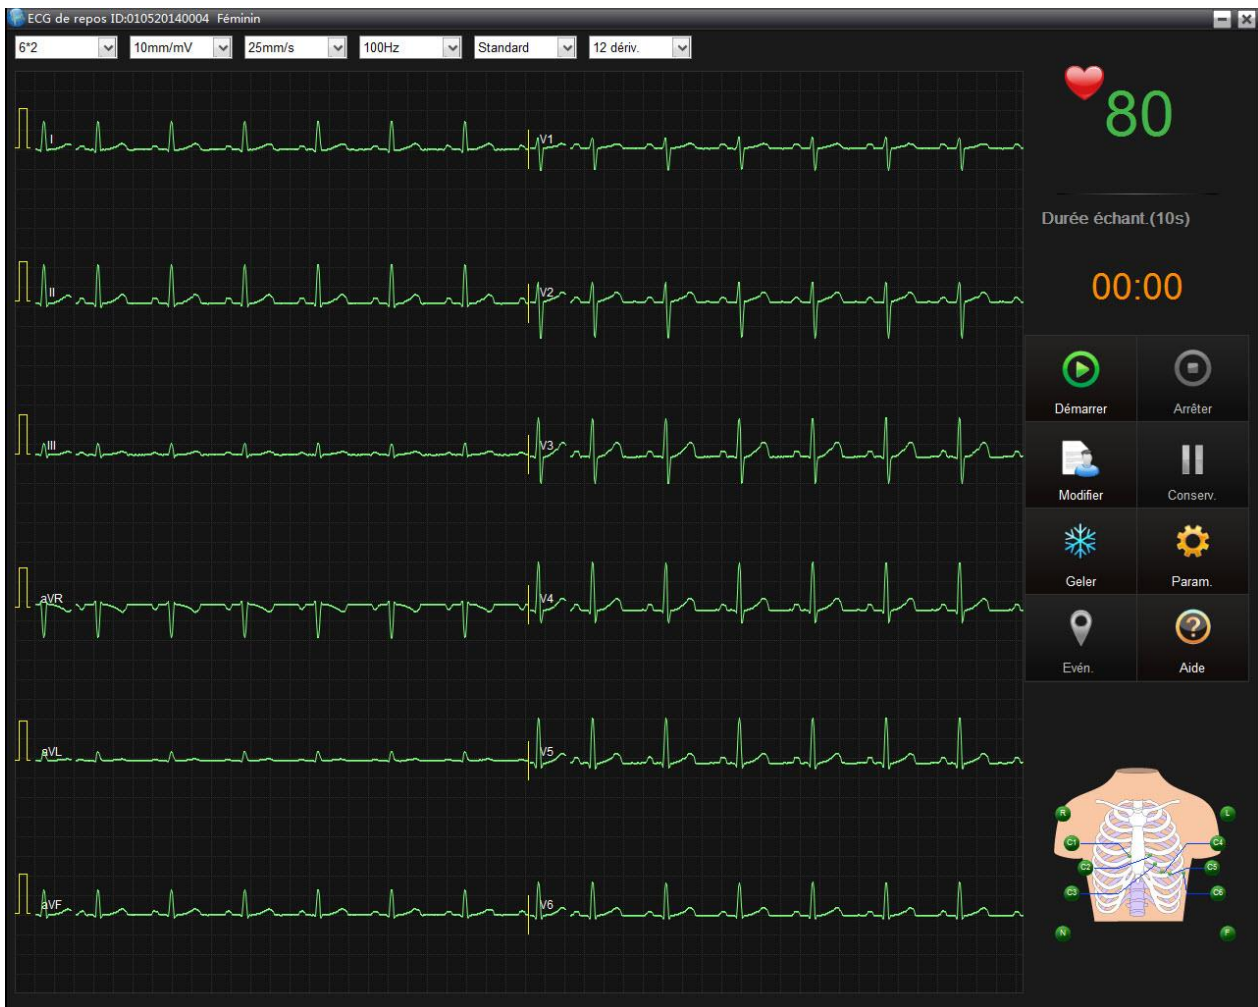 ECG de repos ID:010520140004 Féminin
6*2 10mm/mV 25mm/s 100Hz Standard 12 dériv.
80
Durée échant.(10s)
00:00
I V1
II V2
III V3
aVR V4
aVL V5
aVF V6
Démarrer Arrêter
Modifier Conserv.
Geler Param.
Evén. Aide
R L
C1 C4
C2 C5
C3 C6
N F